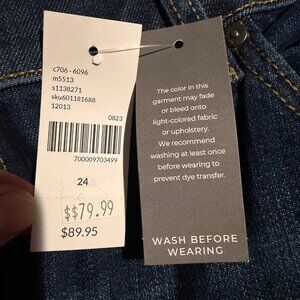 c706-6096
m5513
s1138271
sku601181688
12013
0823
700009703499
24
$$79.99
$89.95
The color in this
garment may fade
or bleed onto
light-colored fabric
or upholstery.
We recommend
washing at least once
before wearing to
prevent dye transfer.
WASH BEFORE
WEARING